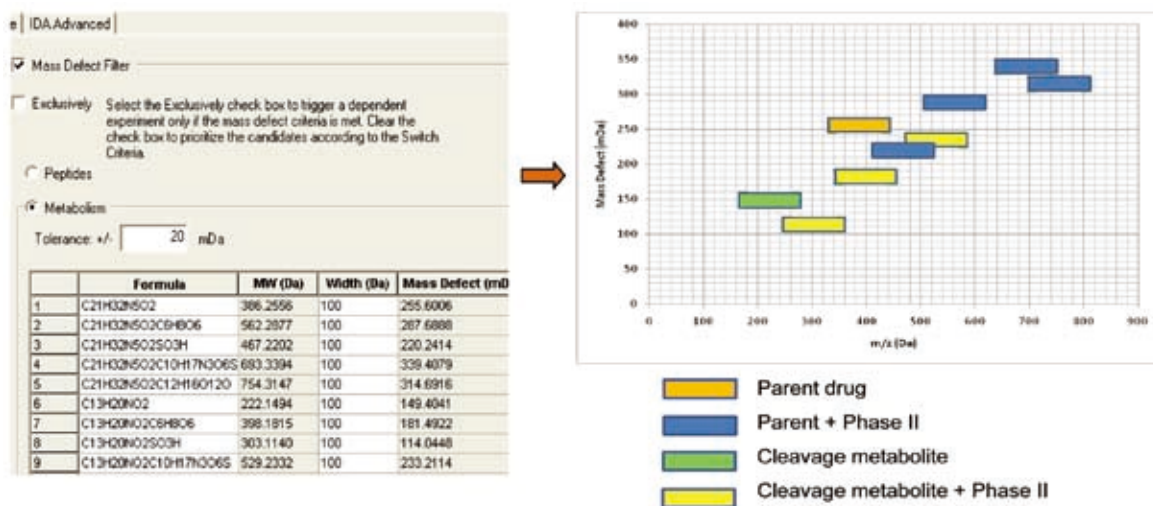 e IDA Advanced
Mass Defect Filter
Exclusively Select the Exclusively check box to trigger a dependent
experiment only if the mass defect criteria is met. Clear the
check box to prioritize the candidates according to the Switch
Criteria.
Peptides
Metabolism
Tolerance: +/- 20 mDa
Formula MW (Da) Width (Da) Mass Defect (mD
1 C21H32N5O2 386.2556 100 255.6006
2 C21H32N5O2C6H8O6 562.2877 100 287.6888
3 C21H32N5O2SO3H 467.2202 100 220.2414
4 C21H32N5O2C10H17N3O6S 693.3394 100 339.4079
5 C21H32N5O2C12H16O12O 754.3147 100 314.6916
6 C13H20NO2 222.1494 100 149.4041
7 C13H20NO2C6H8O6 398.1815 100 181.4922
8 C13H20NO2SO3H 303.1140 100 114.0448
9 C13H20NO2C10H17N3O6S 529.2332 100 233.2114
400
350
300
250
200
150
100
50
0
Mass Defect (mDa)
0 100 200 300 400 500 600 700 800 900
m/z (Da)
Parent drug
Parent + Phase II
Cleavage metabolite
Cleavage metabolite + Phase II